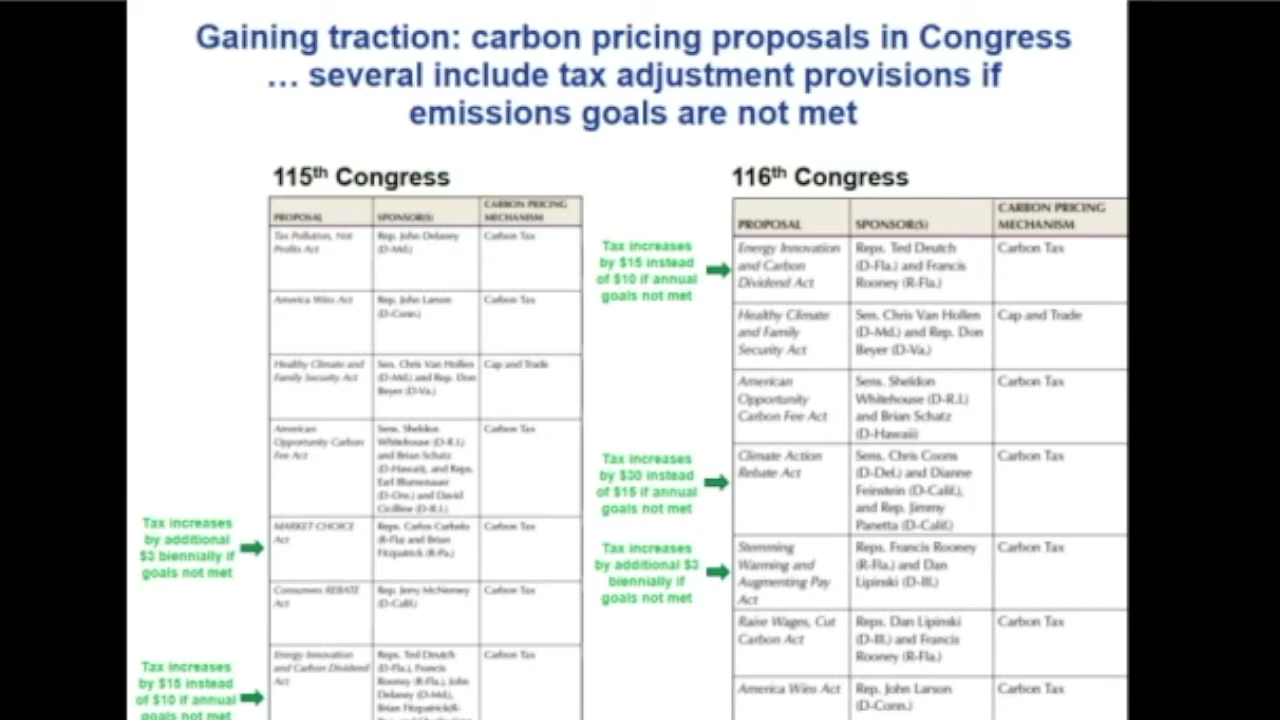 Gaining traction: carbon pricing proposals in Congress
… several include tax adjustment provisions if
emissions goals are not met
115th Congress
PROPOSAL
SPONSOR(S)
CARBON PRICING
MECHANISM
Tax Pollution, Not
Profits Act
Rep. John Delaney
(D-Md.)
Carbon Tax
America Wins Act
Rep. John Larson
(D-Conn.)
Carbon Tax
Healthy Climate and
Family Security Act
Sen. Chris Van Hollen
(D-Md.) and Rep. Don
Beyer (D-Va.)
Cap and Trade
American
Opportunity Carbon
Fee Act
Sens. Sheldon
Whitehouse (D-R.I.)
and Brian Schatz
(D-Hawaii), and Reps.
Earl Blumenauer
(D-Ore.) and David
Cicilline (D-R.I.)
Carbon Tax
Tax increases
by additional
$3 biennially if
goals not met
MARKET CHOICE
Act
Reps. Carlos Curbelo
(R-Fla.) and Brian
Fitzpatrick (R-Pa.)
Carbon Tax
Consumers REBATE
Act
Rep. Jerry McNerney
(D-Calif.)
Carbon Tax
Tax increases
by $15 instead
of $10 if annual
goals not met
Energy Innovation
and Carbon Dividend
Act
Reps. Ted Deutch
(D-Fla.), Francis
Rooney (R-Fla.), John
Delaney (D-Md.),
Brian Fitzpatrick(R-
Carbon Tax
116th Congress
PROPOSAL
SPONSOR(S)
CARBON PRICING
MECHANISM
Tax increases
by $15 instead
of $10 if annual
goals not met
Energy Innovation
and Carbon
Dividend Act
Reps. Ted Deutch
(D-Fla.) and Francis
Rooney (R-Fla.)
Carbon Tax
Healthy Climate
and Family
Security Act
Sen. Chris Van Hollen
(D-Md.) and Rep. Don
Beyer (D-Va.)
Cap and Trade
American
Opportunity
Carbon Fee Act
Sens. Sheldon
Whitehouse (D-R.I.)
and Brian Schatz
(D-Hawaii)
Carbon Tax
Tax increases
by $30 instead
of $15 if annual
goals not met
Climate Action
Rebate Act
Sens. Chris Coons
(D-Del.) and Dianne
Feinstein (D-Calif.),
and Rep. Jimmy
Panetta (D-Calif.)
Carbon Tax
Tax increases
by additional $3
biennially if
goals not met
Stemming
Warming and
Augmenting Pay
Act
Reps. Francis Rooney
(R-Fla.) and Dan
Lipinski (D-Ill.)
Carbon Tax
Raise Wages, Cut
Carbon Act
Reps. Dan Lipinski
(D-Ill.) and Francis
Rooney (R-Fla.)
Carbon Tax
America Wins Act
Rep. John Larson
(D-Conn.)
Carbon Tax